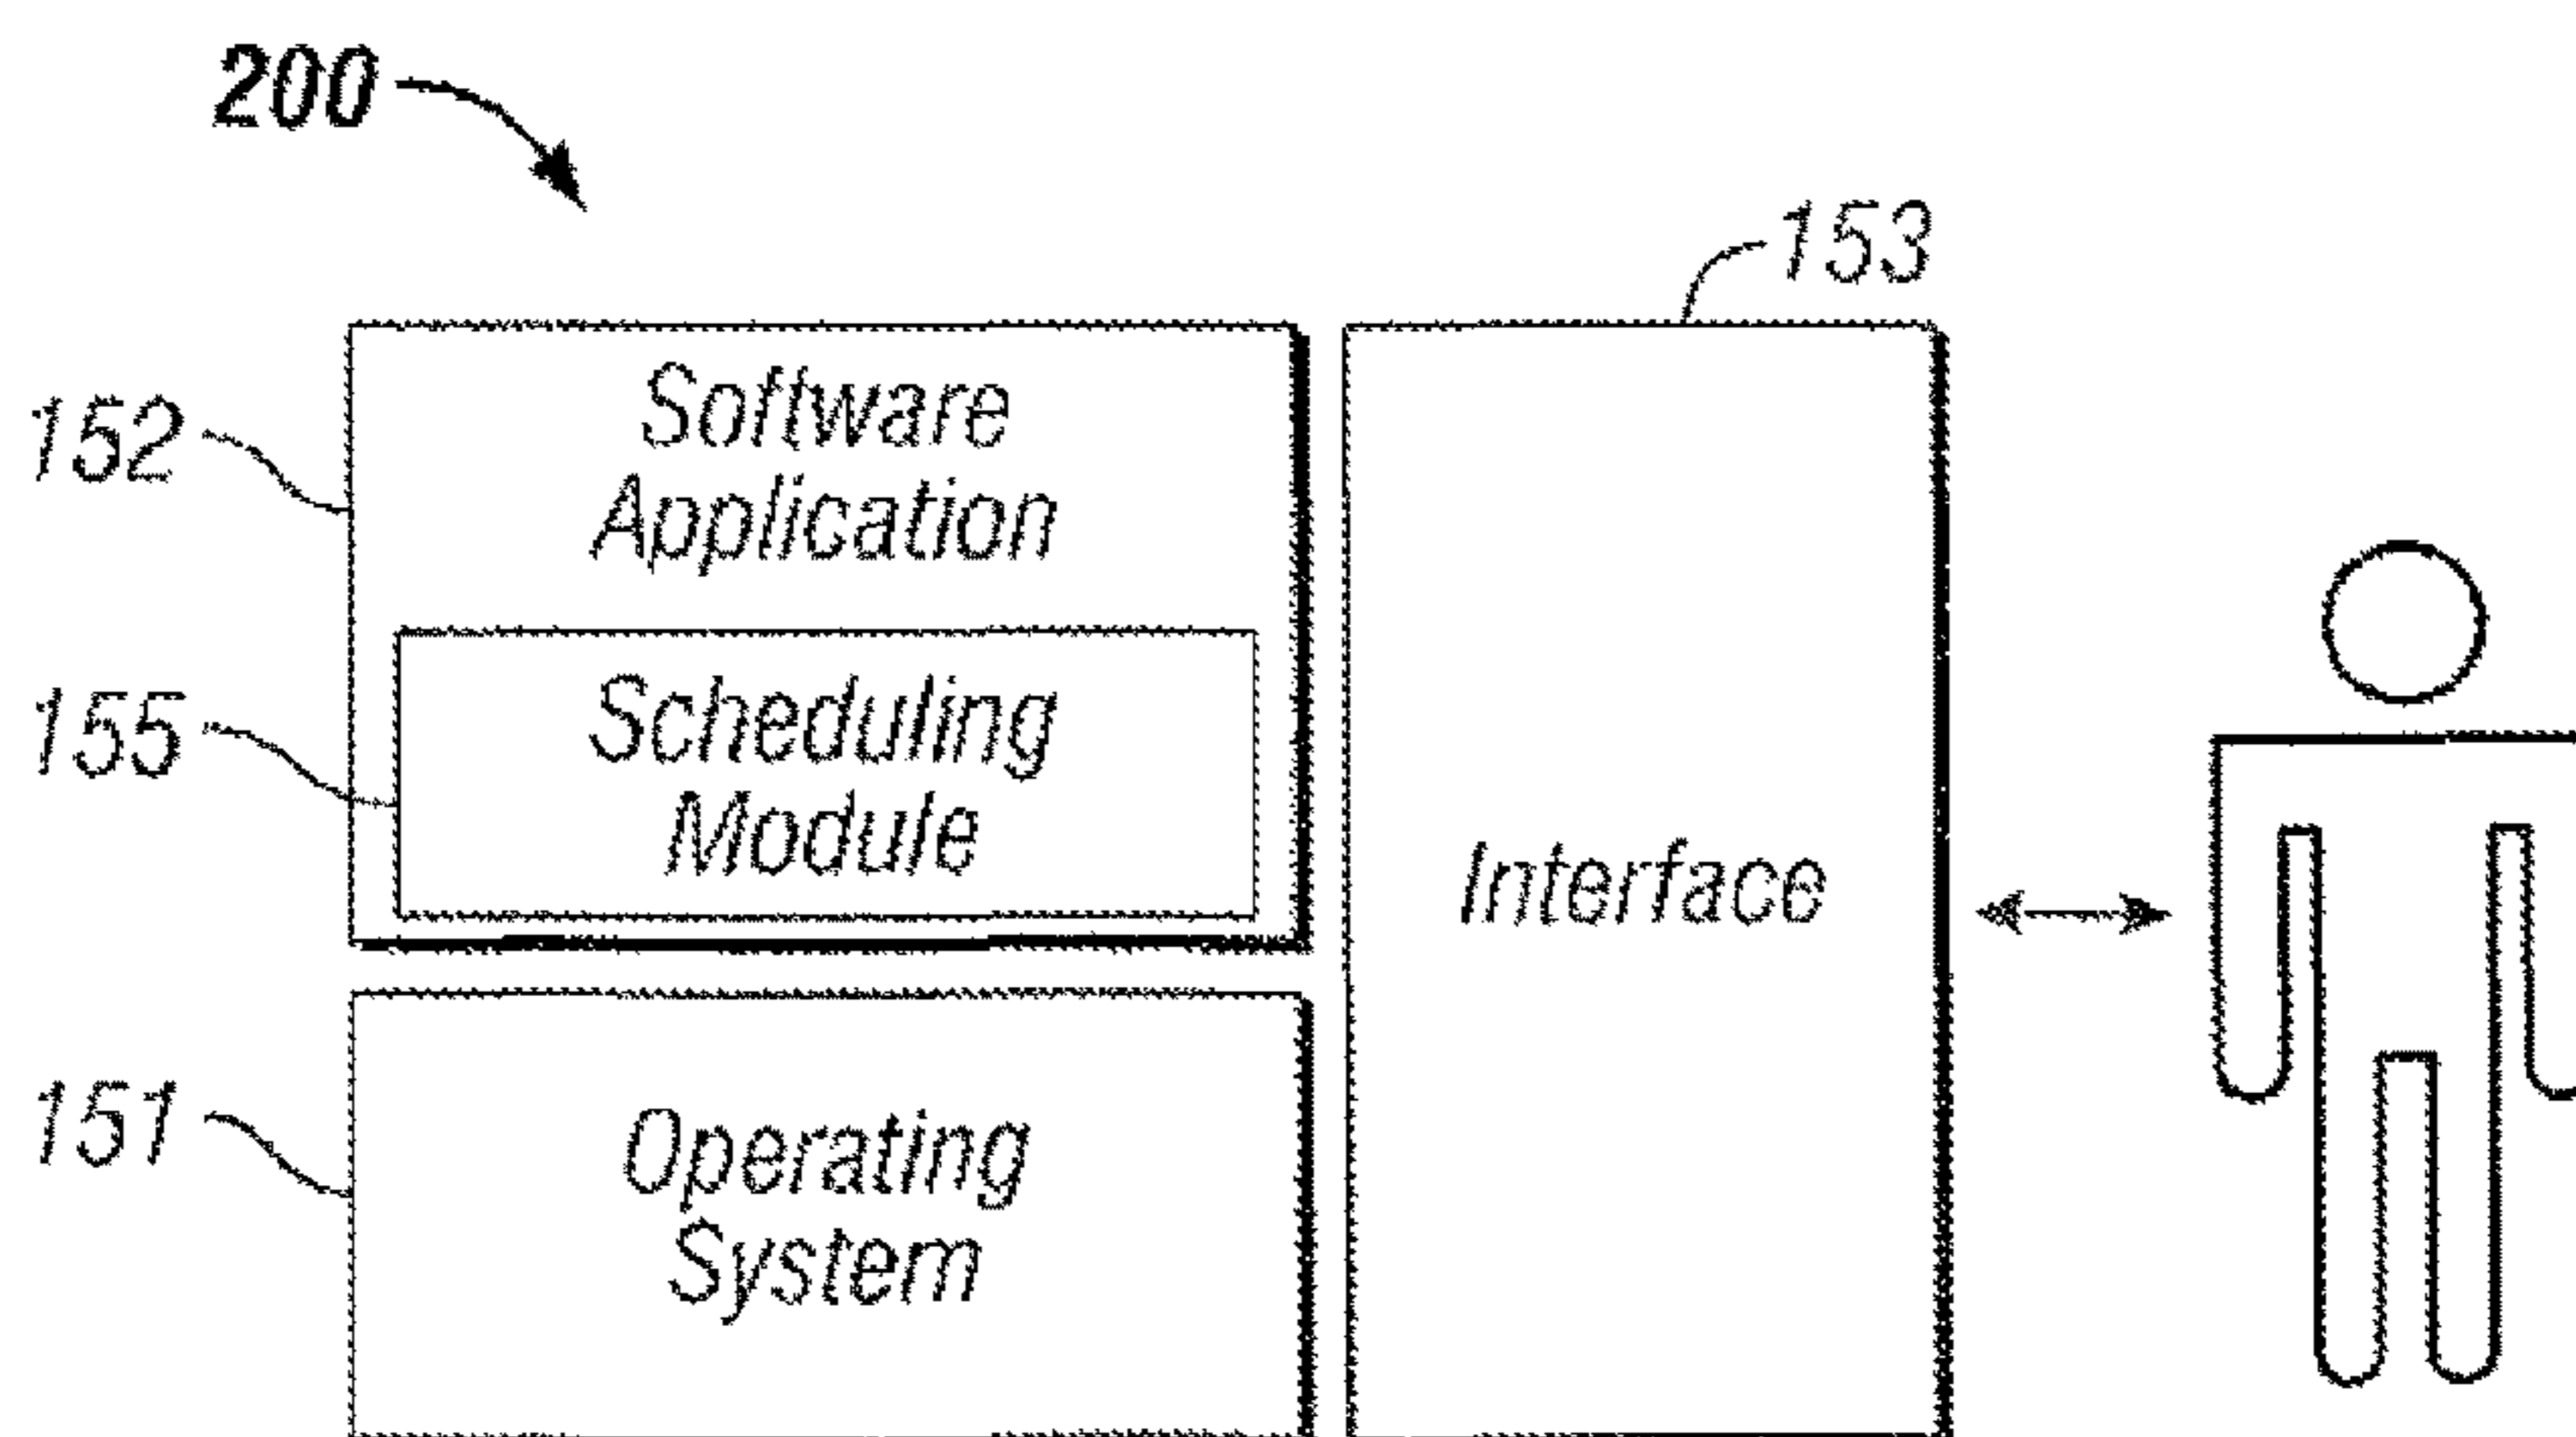 200
153
152
Software
Application
155
Scheduling
Module
Interface
151
Operating
System